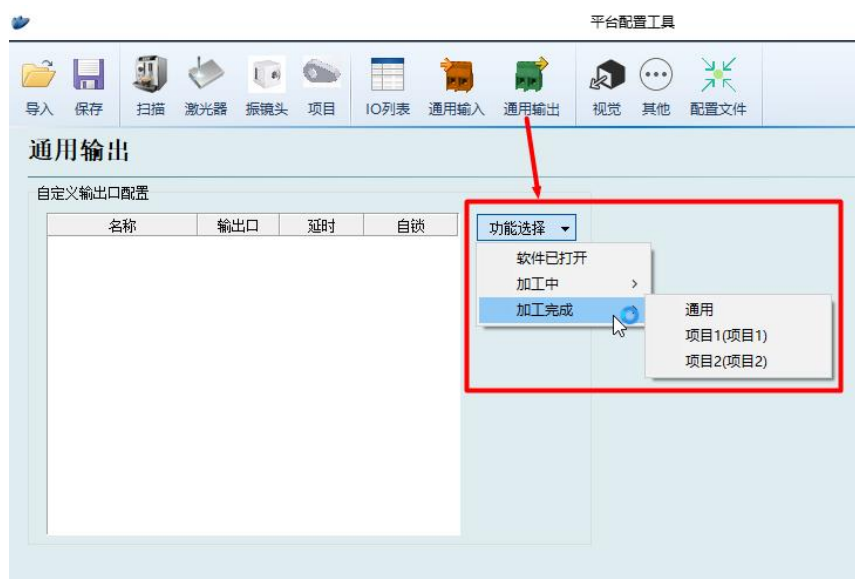 平台配置工具
导入 保存 扫描 激光器 振镜头 项目 IO列表 通用输入 通用输出 视觉 其他 配置文件
通用输出
自定义输出口配置
名称 输出口 延时 自锁 功能选择
软件已打开
加工中
加工完成 通用
项目1(项目1)
项目2(项目2)